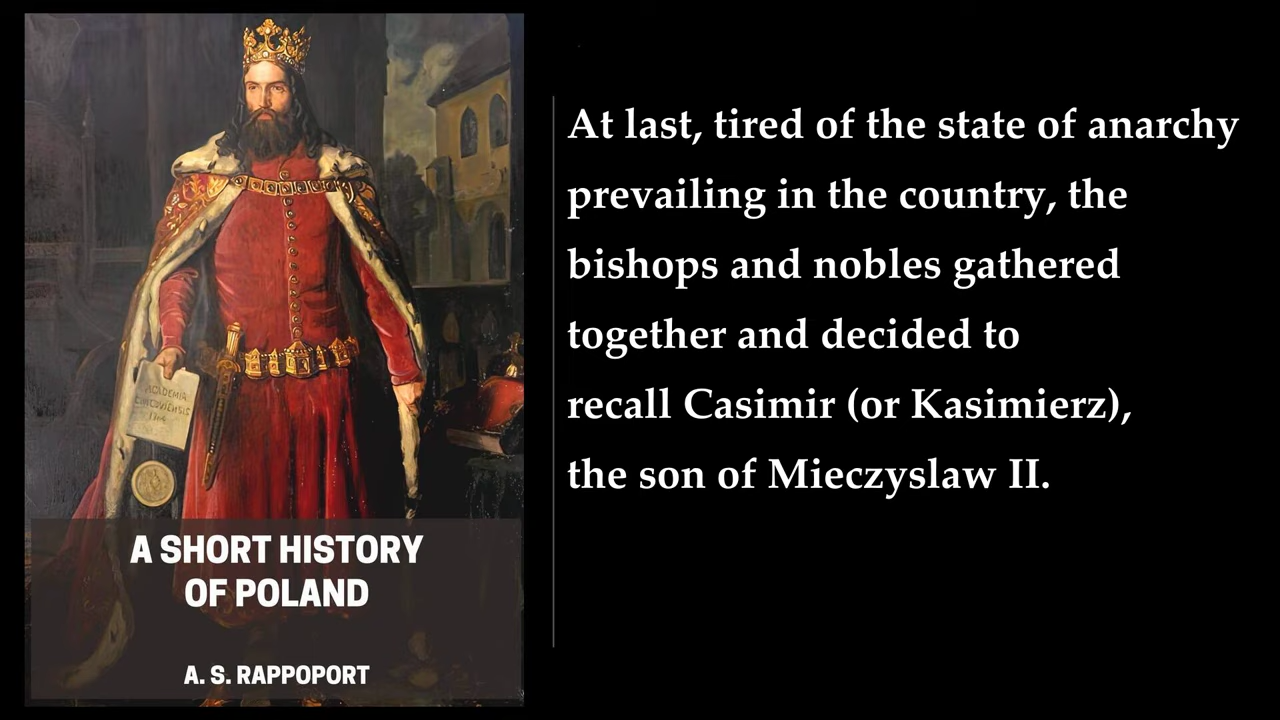 ACADEMIA
A SHORT HISTORY
OF POLAND
A. S. RAPPOPORT
At last, tired of the state of anarchy
prevailing in the country, the
bishops and nobles gathered
together and decided to
recall Casimir (or Kasimierz),
the son of Mieczyslaw II.